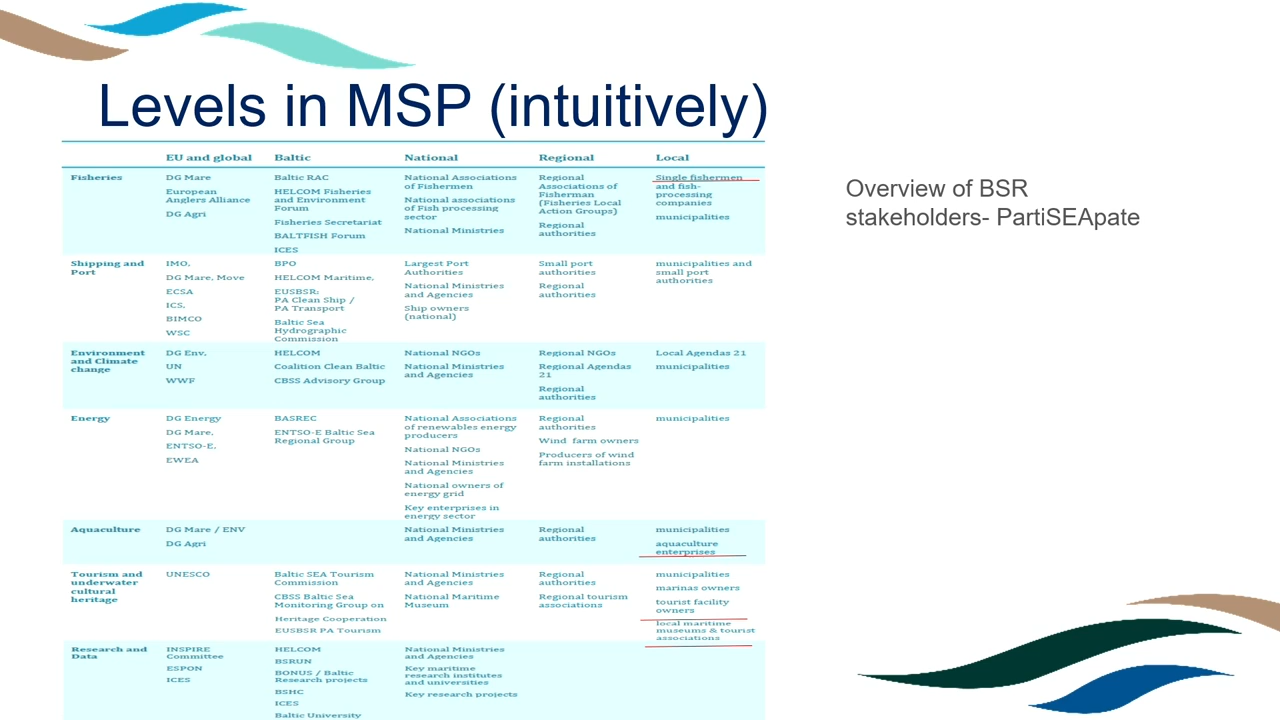 Levels in MSP (intuitively)
EU and global Baltic National Regional Local
Fisheries
DG Mare
European
Anglers Alliance
DG Agri
Baltic RAC
HELCOM Fisheries
and Environment
Forum
Fisheries Secretariat
BALTFISH Forum
ICES
National Associations
of Fishermen
National associations
of Fish processing
sector
National Ministries
Regional
Associations of
Fisherman
(Fisheries Local
Action Groups)
Regional
authorities
Single fishermen
and fish-
processing
companies
municipalities
Shipping and
Port
IMO,
DG Mare, Move
ECSA
ICS,
BIMCO
WSC
BPO
HELCOM Maritime,
EUSBSR:
PA Clean Ship /
PA Transport
Baltic Sea
Hydrographic
Commission
Largest Port
Authorities
National Ministries
and Agencies
Ship owners
(national)
Small port
authorities
Regional
authorities
municipalities and
small port
authorities
Environment
and Climate
change
DG Env,
UN
WWF
HELCOM
Coalition Clean Baltic
CBSS Advisory Group
National NGOs
National Ministries
and Agencies
Regional NGOs
Regional Agendas
21
Regional
authorities
Local Agendas 21
municipalities
Energy
DG Energy
DG Mare,
ENTSO-E,
EWEA
BASREC
ENTSO-E Baltic Sea
Regional Group
National Associations
of renewables energy
producers
National NGOs
National Ministries
and Agencies
National owners of
energy grid
Key enterprises in
energy sector
Regional
authorities
Wind farm owners
Producers of wind
farm installations
municipalities
Aquaculture
DG Mare / ENV
DG Agri
National Ministries
and Agencies
Regional
authorities
municipalities
aquaculture
enterprises
Tourism and
underwater
cultural
heritage
UNESCO
Baltic SEA Tourism
Commission
CBSS Baltic Sea
Monitoring Group on
Heritage Cooperation
EUSBSR PA Tourism
National Ministries
and Agencies
National Maritime
Museum
Regional
authorities
Regional tourism
associations
municipalities
marinas owners
tourist facility
owners
local maritime
museums & tourist
associations
Research and
Data
INSPIRE
Committee
ESPON
ICES
HELCOM
BSRUN
BONUS / Baltic
Research projects
BSHC
ICES
Baltic University
National Ministries
and Agencies
Key maritime
research institutes
and universities
Key research projects
Overview of BSR
stakeholders- PartiSEApate